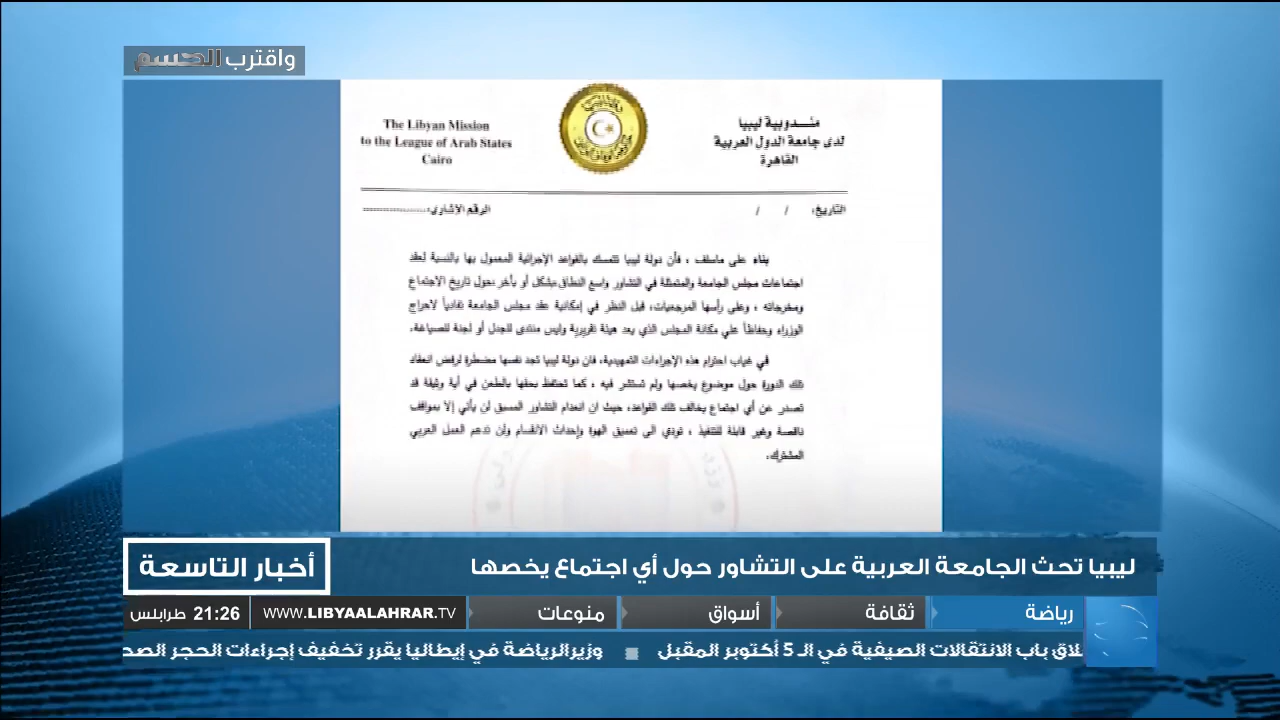 واقترب الحسم
The Libyan Mission
to the League of Arab States
Cairo
منـدوبية ليبيا
لدى جامعة الدول العربية
القاهرة
التاريخ: / /
الرقم الاشارى:
بناء على ماسلف ، فأن دولة ليبيا تتمسك بالقواعد الإجرائية المعمول بها بالنسبة لعقد
اجتماعات مجلس الجامعة والمتمثلة في التشاور واسع النطاق بشكل أو بأخر حول تاريخ الاجتماع
ومخرجاته ، وعلى رأسها المرجعيات، قبل النظر في إمكانية عقد مجلس الجامعة تفادياً لاحراج
الوزراء وحفاظاً علي مكانة المجلس الذي يعد هيئة تقريرية وليس منتدى للجدل أو لجنة للصياغة.
في غياب احترام هذه الإجراءات التمهيدية، فان دولة ليبيا تجد نفسها مضطرة لرفض انعقاد
تلك الدورة حول موضوع يخصها ولم تستشر فيه ، كما تحتفظ بحقها بالطعن في أية وثيقة قد
تصدر عن أي اجتماع يخالف تلك القواعد، حيث ان انعدام التشاور المسبق لن يأتي إلا بمواقف
ناقصة وغير قابلة للتنفيذ ، تودي الى تعميق الهوة وإحداث الانقسام ولن تدعم العمل العربي
المشترك.
ليبيا تحث الجامعة العربية على التشاور حول أي اجتماع يخصها
أخبار التاسعة
رياضة
ثقافة
أسواق
منوعات
WWW.LIBYAALAHRAR.TV
21:26 طرابلس
لاق باب الانتقالات الصيفية في الـ 5 أكتوبر المقبل ■ وزير الرياضة في إيطاليا يقرر تخفيف إجراءات الحجر الصح